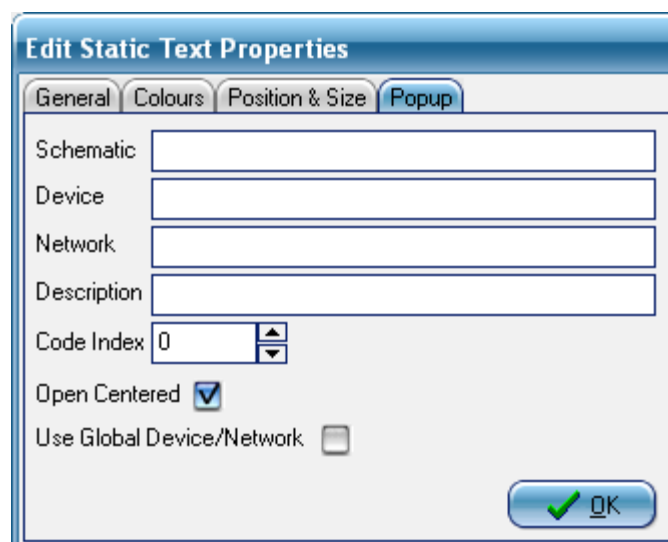 Edit Static Text Properties
General Colours Position & Size Popup
Schematic
Device
Network
Description
Code Index 0
Open Centered
Use Global Device/Network
OK